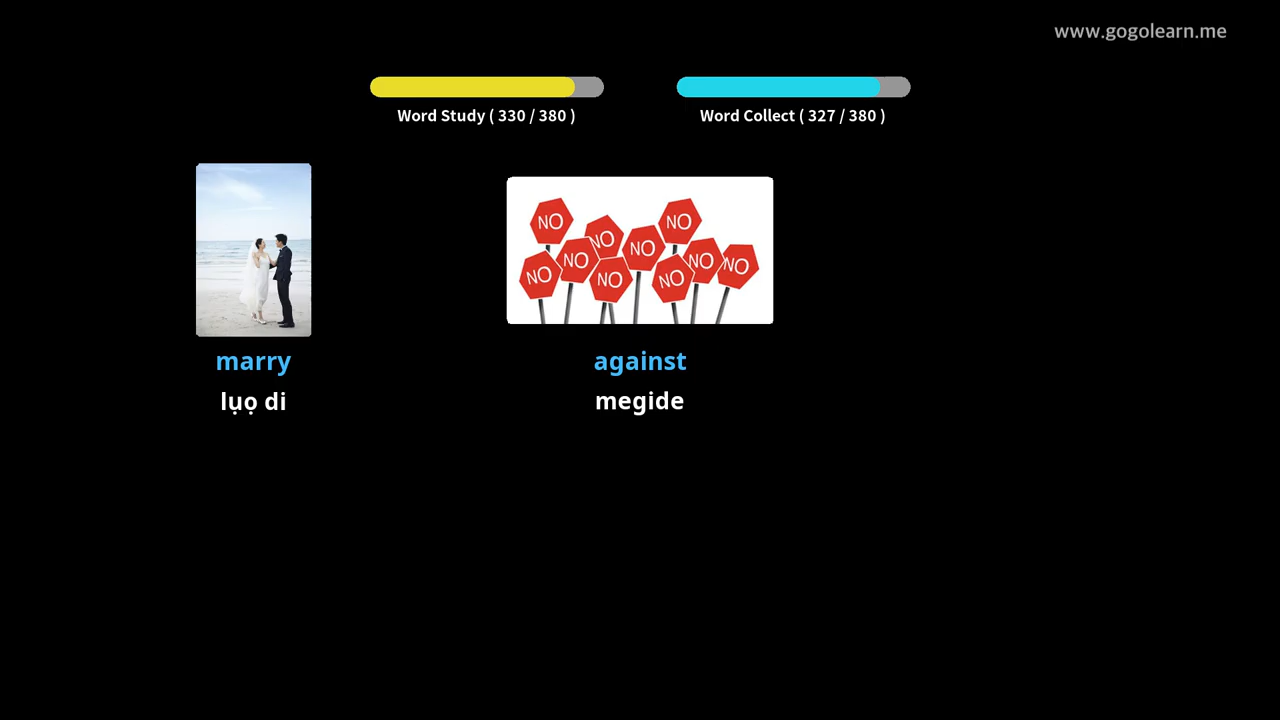 www.gogolearn.me
Word Study ( 330 / 380 )
Word Collect ( 327 / 380 )
NO
NO
NO
NO
NO
NO
NO
NO
NO
NO
marry
against
lụọ di
megide